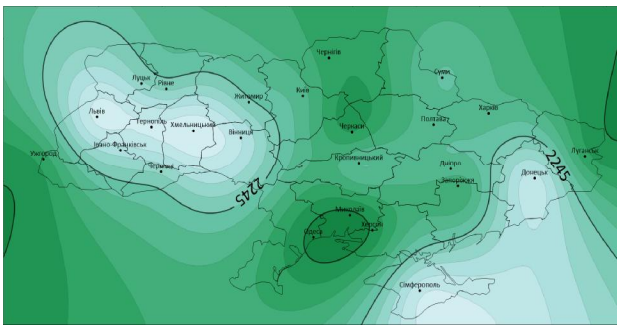 Чернігів
Суми
Луцьк
Рівне
Київ
Житомир
Харків
Львів
Тернопіль
Хмельницький
Полтава
Вінниця
Черкаси
Івано-Франківськ
Ужгород
Кропивницький
Луганськ
Дніпро
2245
Чернівці
Донецьк
Запоріжжя
2245
Миколаїв
Херсон
Одеса
Сімферополь